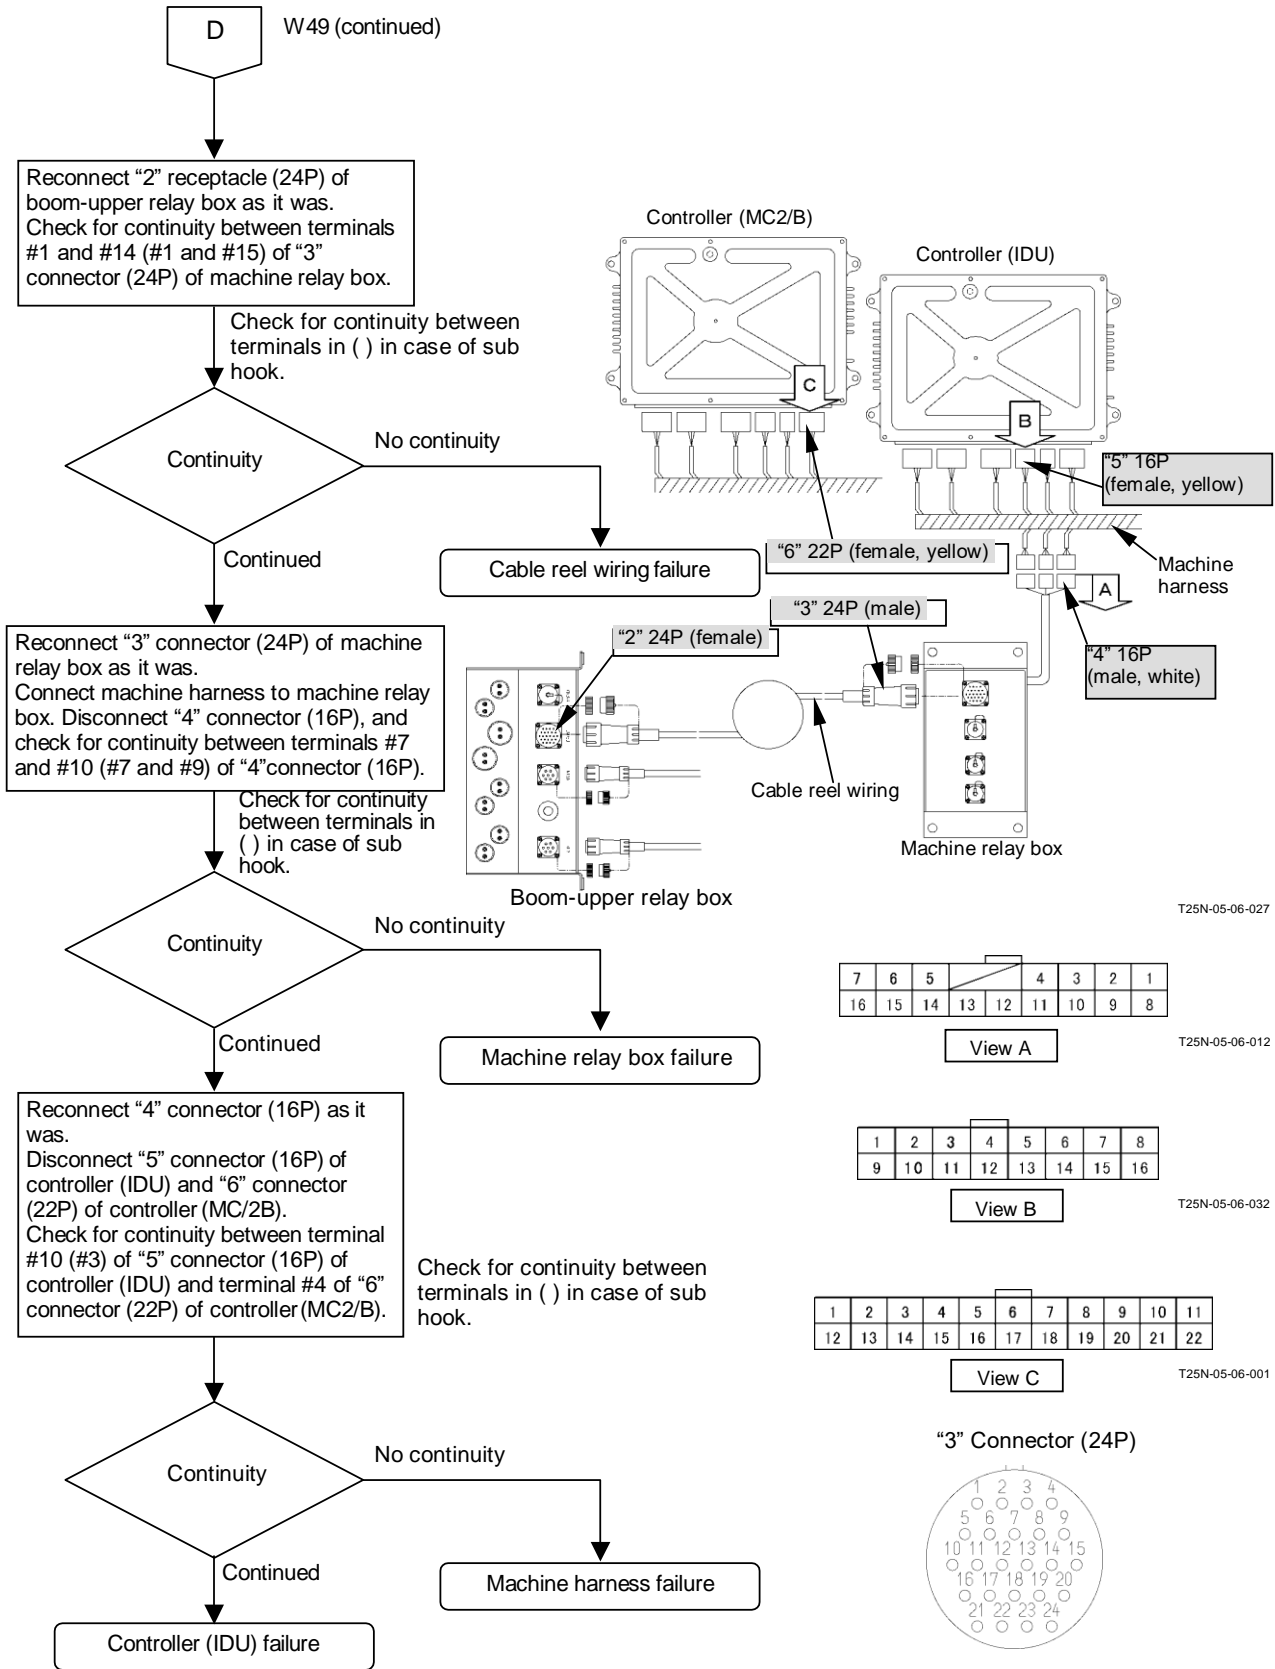 D
W49 (continued)
Reconnect “2” receptacle (24P) of
boom-upper relay box as it was.
Check for continuity between terminals
#1 and #14 (#1 and #15) of “3”
connector (24P) of machine relay box.
Check for continuity between
terminals in ( ) in case of sub
hook.
Continuity
No continuity
Continued
Cable reel wiring failure
Reconnect “3” connector (24P) of machine
relay box as it was.
Connect machine harness to machine relay
box. Disconnect “4” connector (16P), and
check for continuity between terminals #7
and #10 (#7 and #9) of “4”connector (16P).
Check for continuity
between terminals in
( ) in case of sub
hook.
Continuity
No continuity
Continued
Machine relay box failure
Reconnect “4” connector (16P) as it
was.
Disconnect “5” connector (16P) of
controller (IDU) and “6” connector
(22P) of controller (MC/2B).
Check for continuity between terminal
#10 (#3) of “5” connector (16P) of
controller (IDU) and terminal #4 of “6”
connector (22P) of controller (MC2/B).
Check for continuity between
terminals in ( ) in case of sub
hook.
Continuity
No continuity
Continued
Machine harness failure
Controller (IDU) failure
Controller (MC2/B)
Controller (IDU)
C
B
“5” 16P
(female, yellow)
“6” 22P (female, yellow)
Machine
harness
A
“3” 24P (male)
“2” 24P (female)
“4” 16P
(male, white)
Cable reel wiring
Machine relay box
Boom-upper relay box
T25N-05-06-027
7 6 5 4 3 2 1
16 15 14 13 12 11 10 9 8
View A
T25N-05-06-012
1 2 3 4 5 6 7 8
9 10 11 12 13 14 15 16
View B
T25N-05-06-032
1 2 3 4 5 6 7 8 9 10 11
12 13 14 15 16 17 18 19 20 21 22
View C
T25N-05-06-001
“3” Connector (24P)
1 2 3 4
5 6 7 8 9
10 11 12 13 14 15
16 17 18 19 20
21 22 23 24